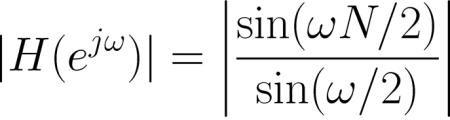 |H(e^{jω})| = |sin(ωN/2) / sin(ω/2)|